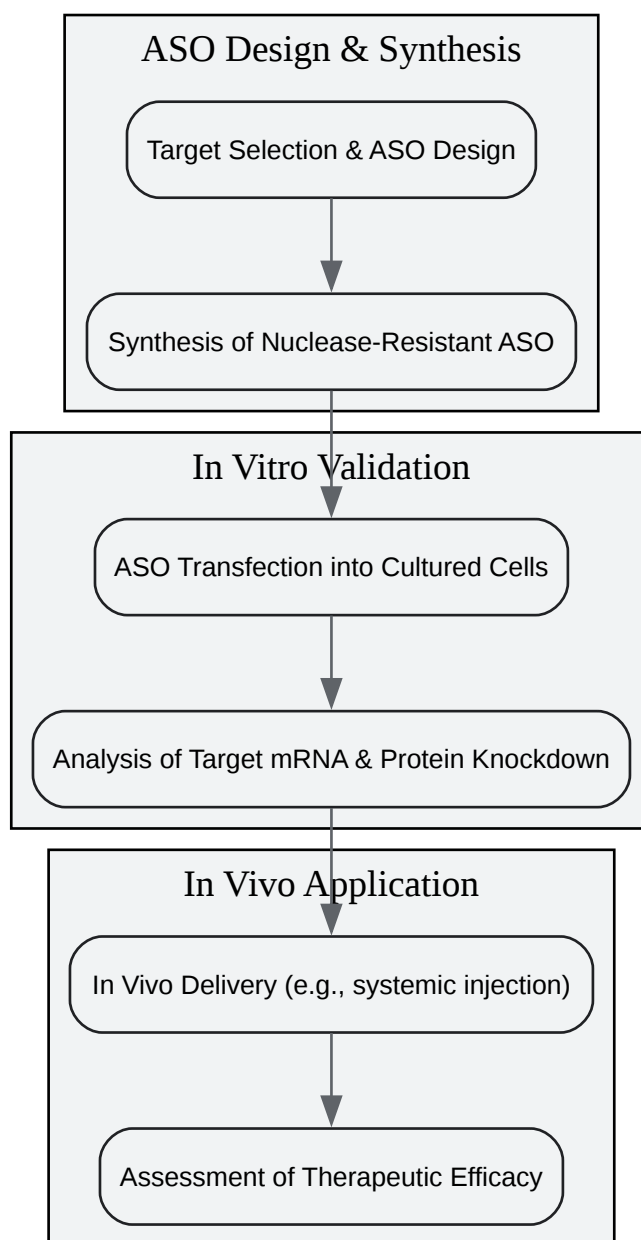 ASO Design & Synthesis
Target Selection & ASO Design
Synthesis of Nuclease-Resistant ASO
In Vitro Validation
ASO Transfection into Cultured Cells
Analysis of Target mRNA & Protein Knockdown
In Vivo Application
In Vivo Delivery (e.g., systemic injection)
Assessment of Therapeutic Efficacy